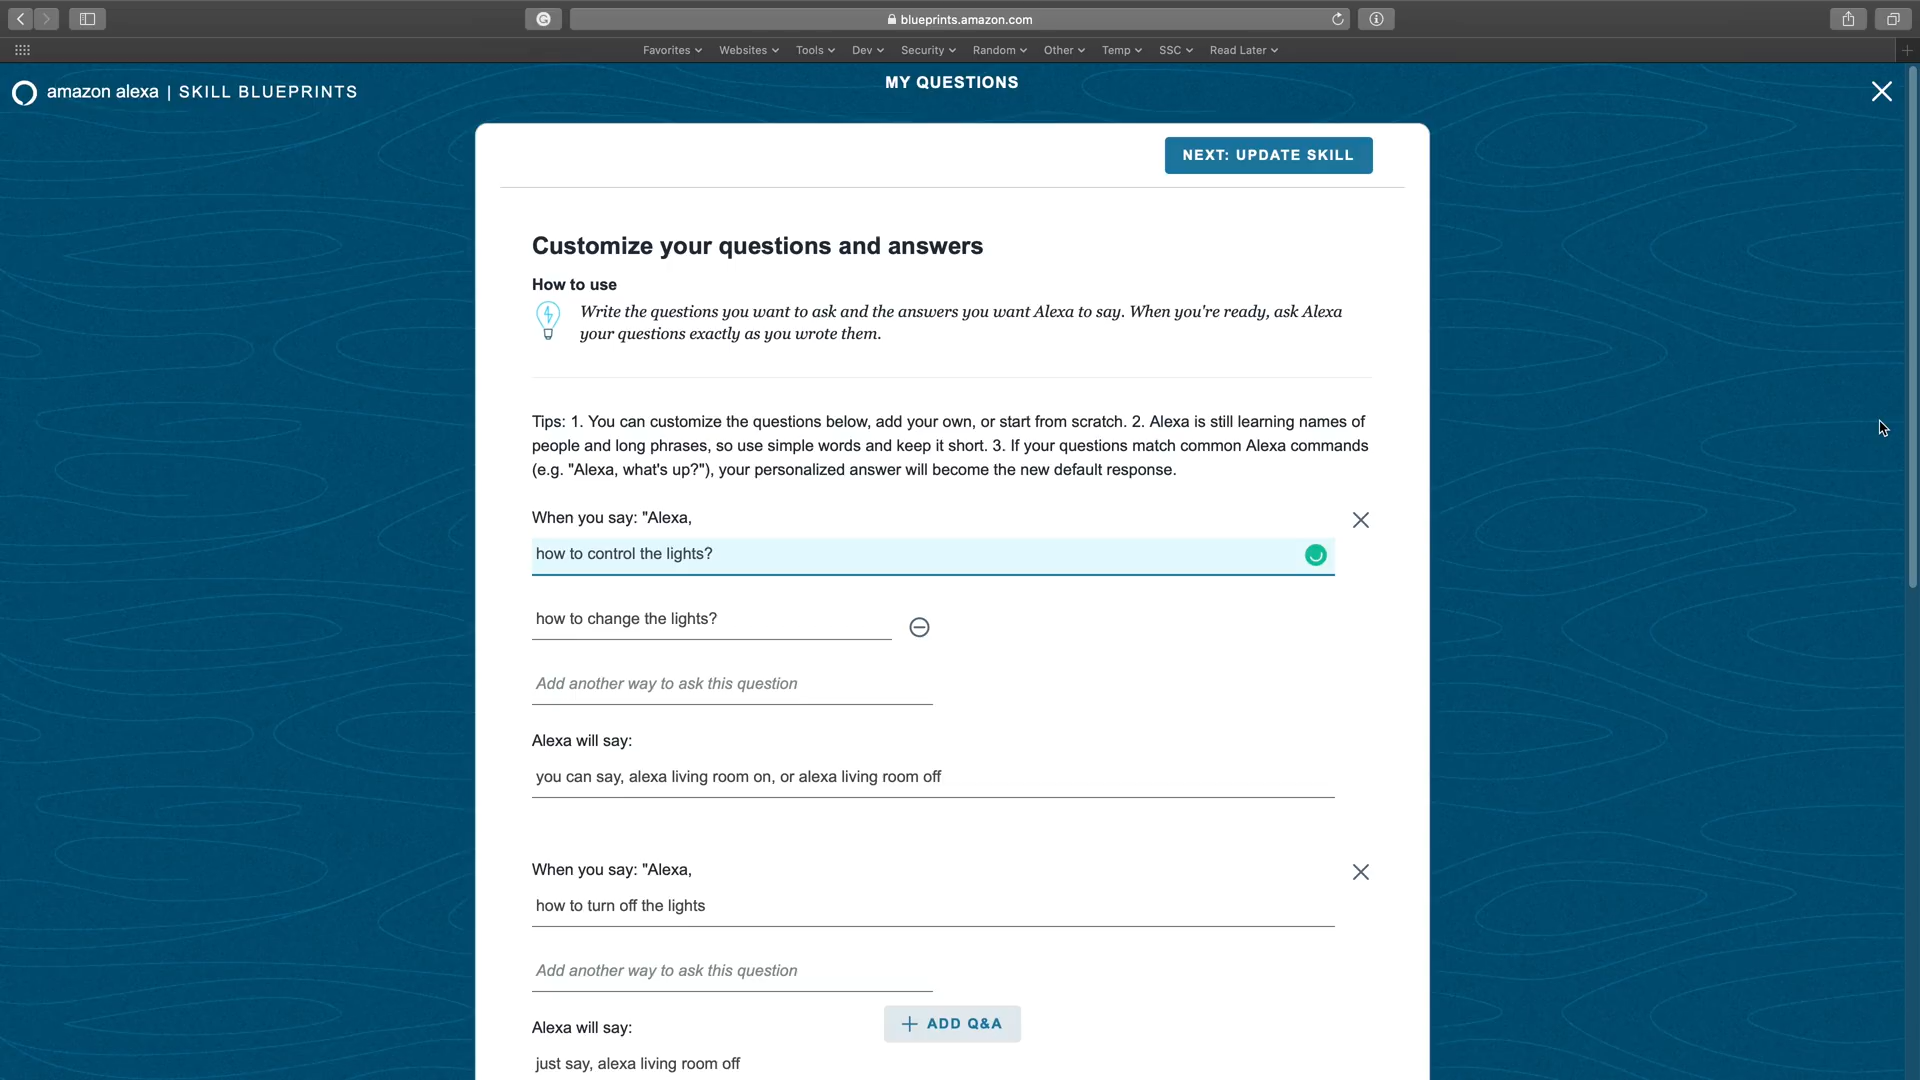 blueprints.amazon.com
Favorites Websites Tools Dev Security Random Other Temp SSC Read Later
MY QUESTIONS
amazon alexa | SKILL BLUEPRINTS
NEXT: UPDATE SKILL
Customize your questions and answers
How to use
Write the questions you want to ask and the answers you want Alexa to say. When you're ready, ask Alexa
your questions exactly as you wrote them.
Tips: 1. You can customize the questions below, add your own, or start from scratch. 2. Alexa is still learning names of
people and long phrases, so use simple words and keep it short. 3. If your questions match common Alexa commands
(e.g. "Alexa, what's up?"), your personalized answer will become the new default response.
When you say: "Alexa,
how to control the lights?
how to change the lights?
Add another way to ask this question
Alexa will say:
you can say, alexa living room on, or alexa living room off
When you say: "Alexa,
how to turn off the lights
Add another way to ask this question
Alexa will say:
ADD Q&A
just say, alexa living room off